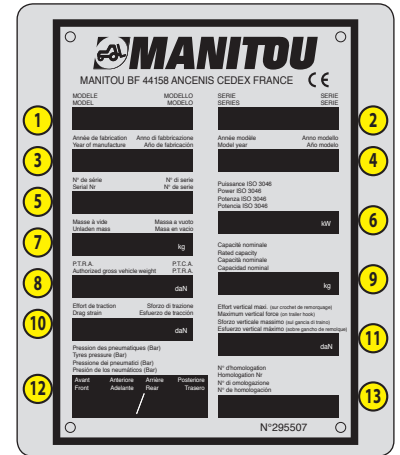 MANITOU
MANITOU BF 44158 ANCENIS CEDEX FRANCE CE
MODELE MODELLO
MODEL MODELO
1
SERIE SERIE
SERIES SERIE
2
Année de fabrication Anno di fabbricazione
Year of manufacture Año de fabricación
3
Année modèle Anno modello
Model year Año modelo
4
N° de série N° di serie
Serial Nr N° de serie
5
Puissance ISO 3046
Power ISO 3046
Potenza ISO 3046
Potencia ISO 3046
kW
6
Masse à vide Massa a vuoto
Unladen mass Masa en vacio
kg
7
P.T.R.A. P.T.C.A.
Authorized gross vehicle weight P.T.R.A.
daN
8
Capacité nominale
Rated capacity
Capacità nominale
Capacidad nominal
kg
9
Effort de traction Sforzo di trazione
Drag strain Esfuerzo de tracción
daN
10
Effort vertical maxi. (sur crochet de remorquage)
Maximum vertical force (on trailer hook)
Sforzo verticale massimo (sul gancio di traino)
Esfuerzo vertical máximo (sobre gancho de remolque)
daN
11
Pression des pneumatiques (Bar)
Tyres pressure (Bar)
Pressione dei pneumatici (Bar)
Presión de los neumáticos (Bar)
Avant Anteriore Arrière Posteriore
Front Adelante Rear Trasero
/
12
N° d'homologation
Homologation Nr
N° di omologazione
N° de homologación
13
N°295507